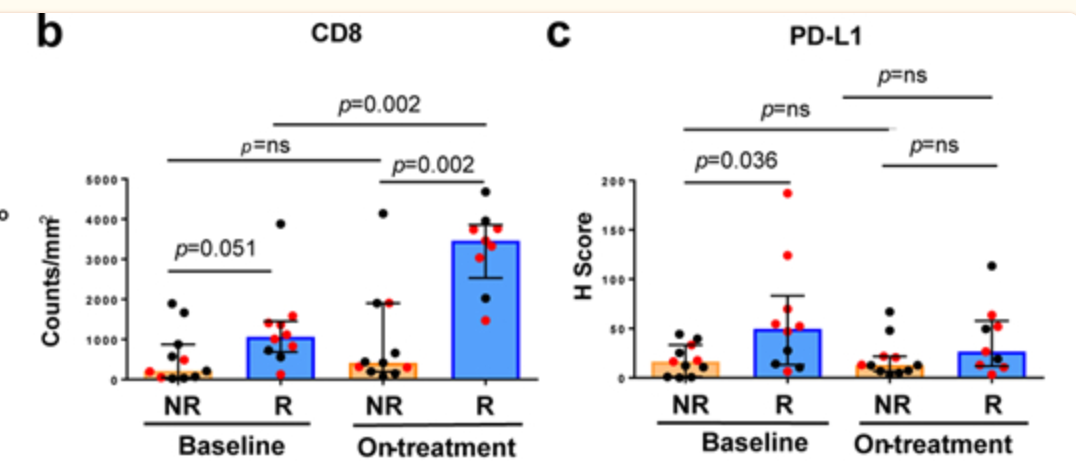 b
CD8
p=0.002
p=ns
p=0.002
p=0.051
Counts/mm2
5000
4000
3000
2000
1000
0
NR
R
NR
R
Baseline
On-treatment
c
PD-L1
p=ns
p=ns
p=ns
p=0.036
H Score
200
150
100
50
0
NR
R
NR
R
Baseline
On-treatment